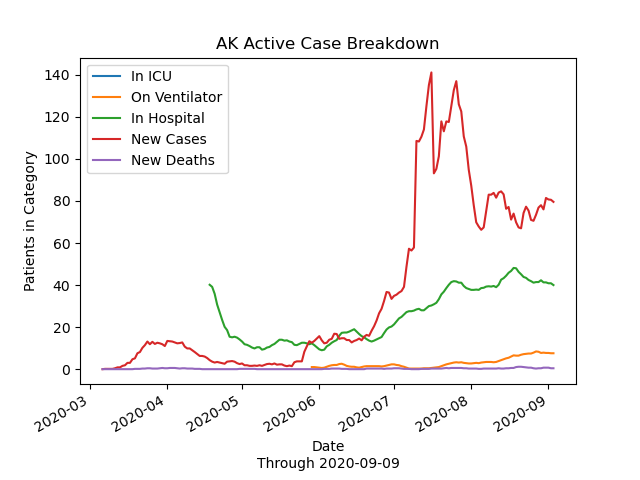 AK Active Case Breakdown
In ICU
On Ventilator
In Hospital
New Cases
New Deaths
Patients in Category
140
120
100
80
60
40
20
0
2020-03
2020-04
2020-05
2020-06
2020-07
2020-08
2020-09
Date
Through 2020-09-09